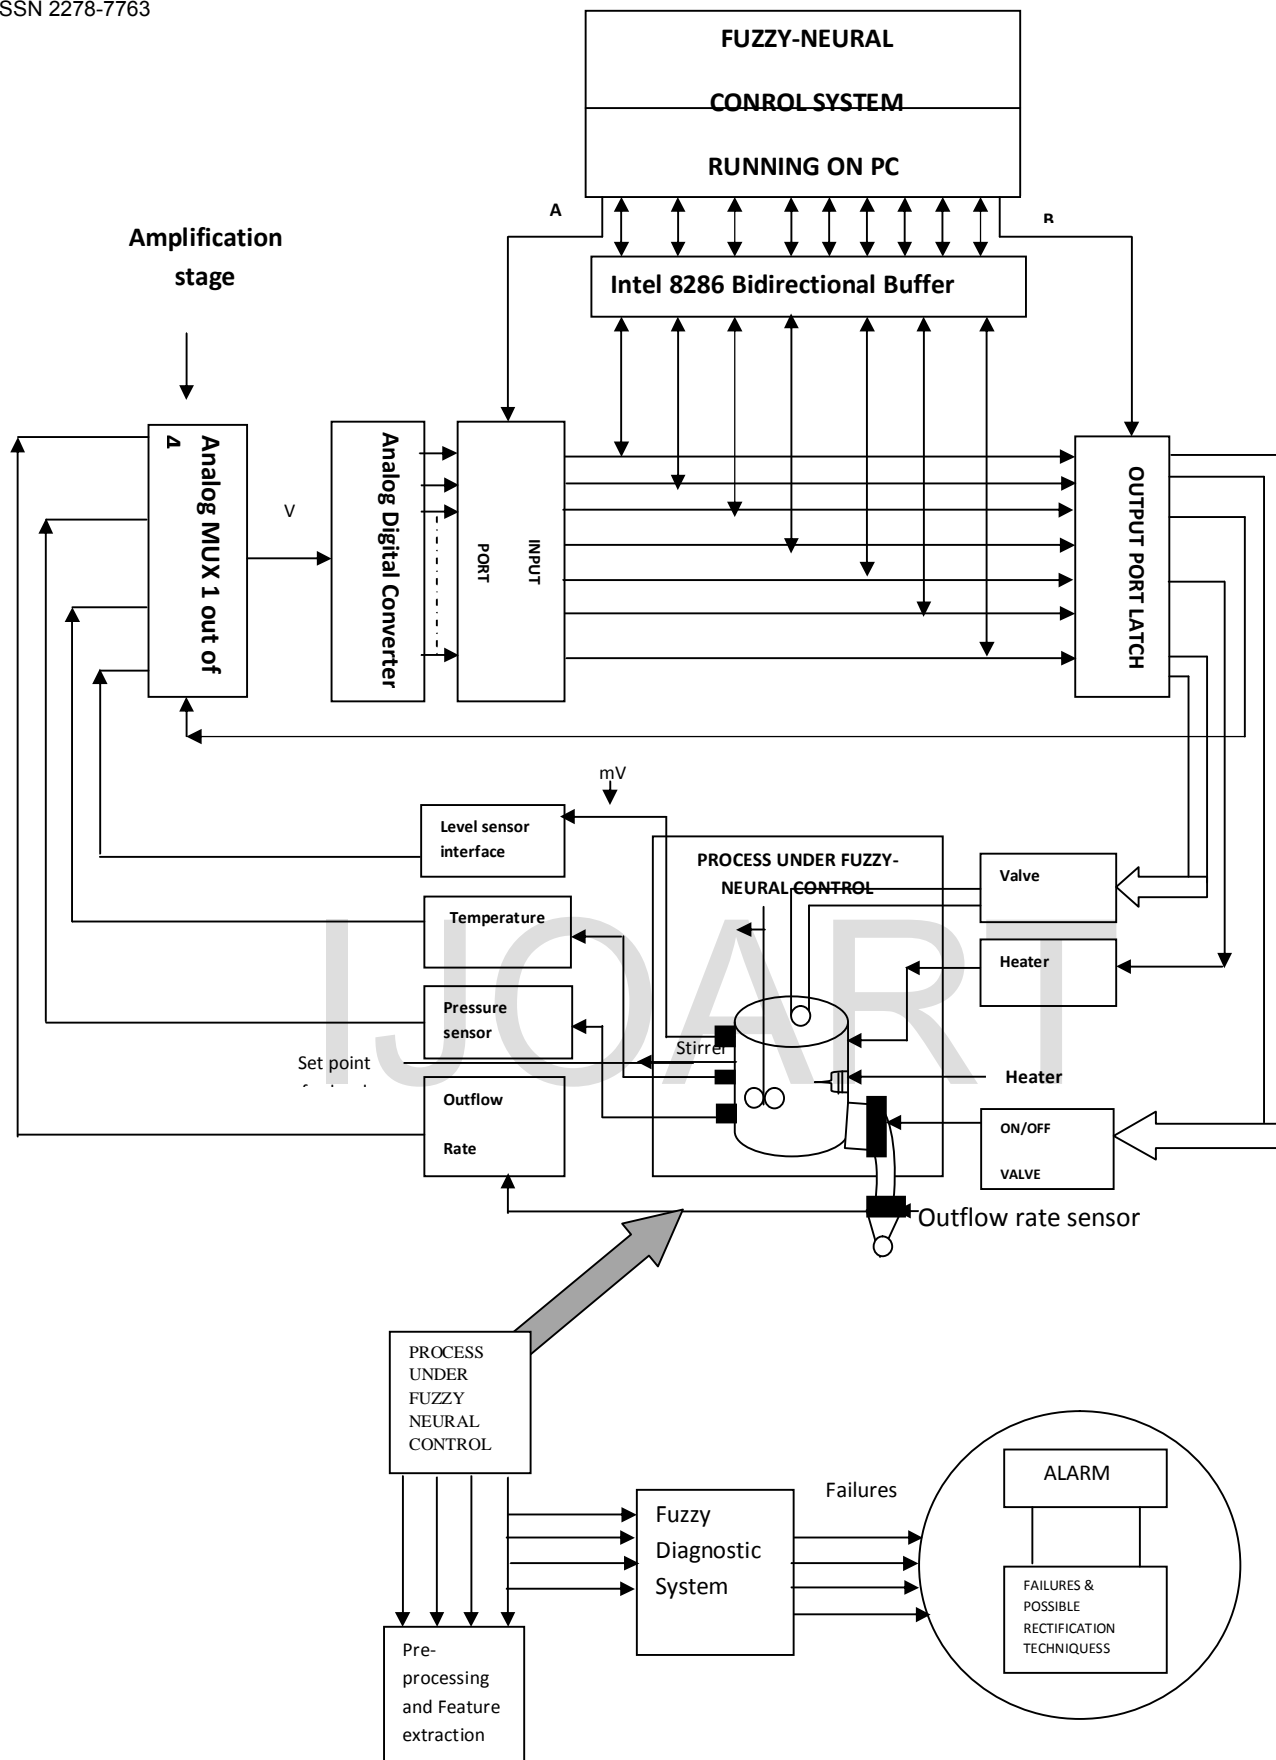 SSN 2278-7763
FUZZY-NEURAL
CONROL SYSTEM
RUNNING ON PC
A
B
Amplification
stage
Intel 8286 Bidirectional Buffer
Analog MUX 1 out of
4
V
Analog Digital Converter
INPUT
PORT
OUTPUT PORT LATCH
mV
Level sensor
interface
PROCESS UNDER FUZZY-
NEURAL CONTROL
Valve
Temperature
Heater
Pressure
sensor
Stirrer
Set point
Heater
Outflow
Rate
ON/OFF
VALVE
Outflow rate sensor
IJOART
PROCESS
UNDER
FUZZY
NEURAL
CONTROL
Failures
ALARM
Fuzzy
Diagnostic
System
FAILURES &
POSSIBLE
RECTIFICATION
TECHNIQUESS
Pre-
processing
and Feature
extraction